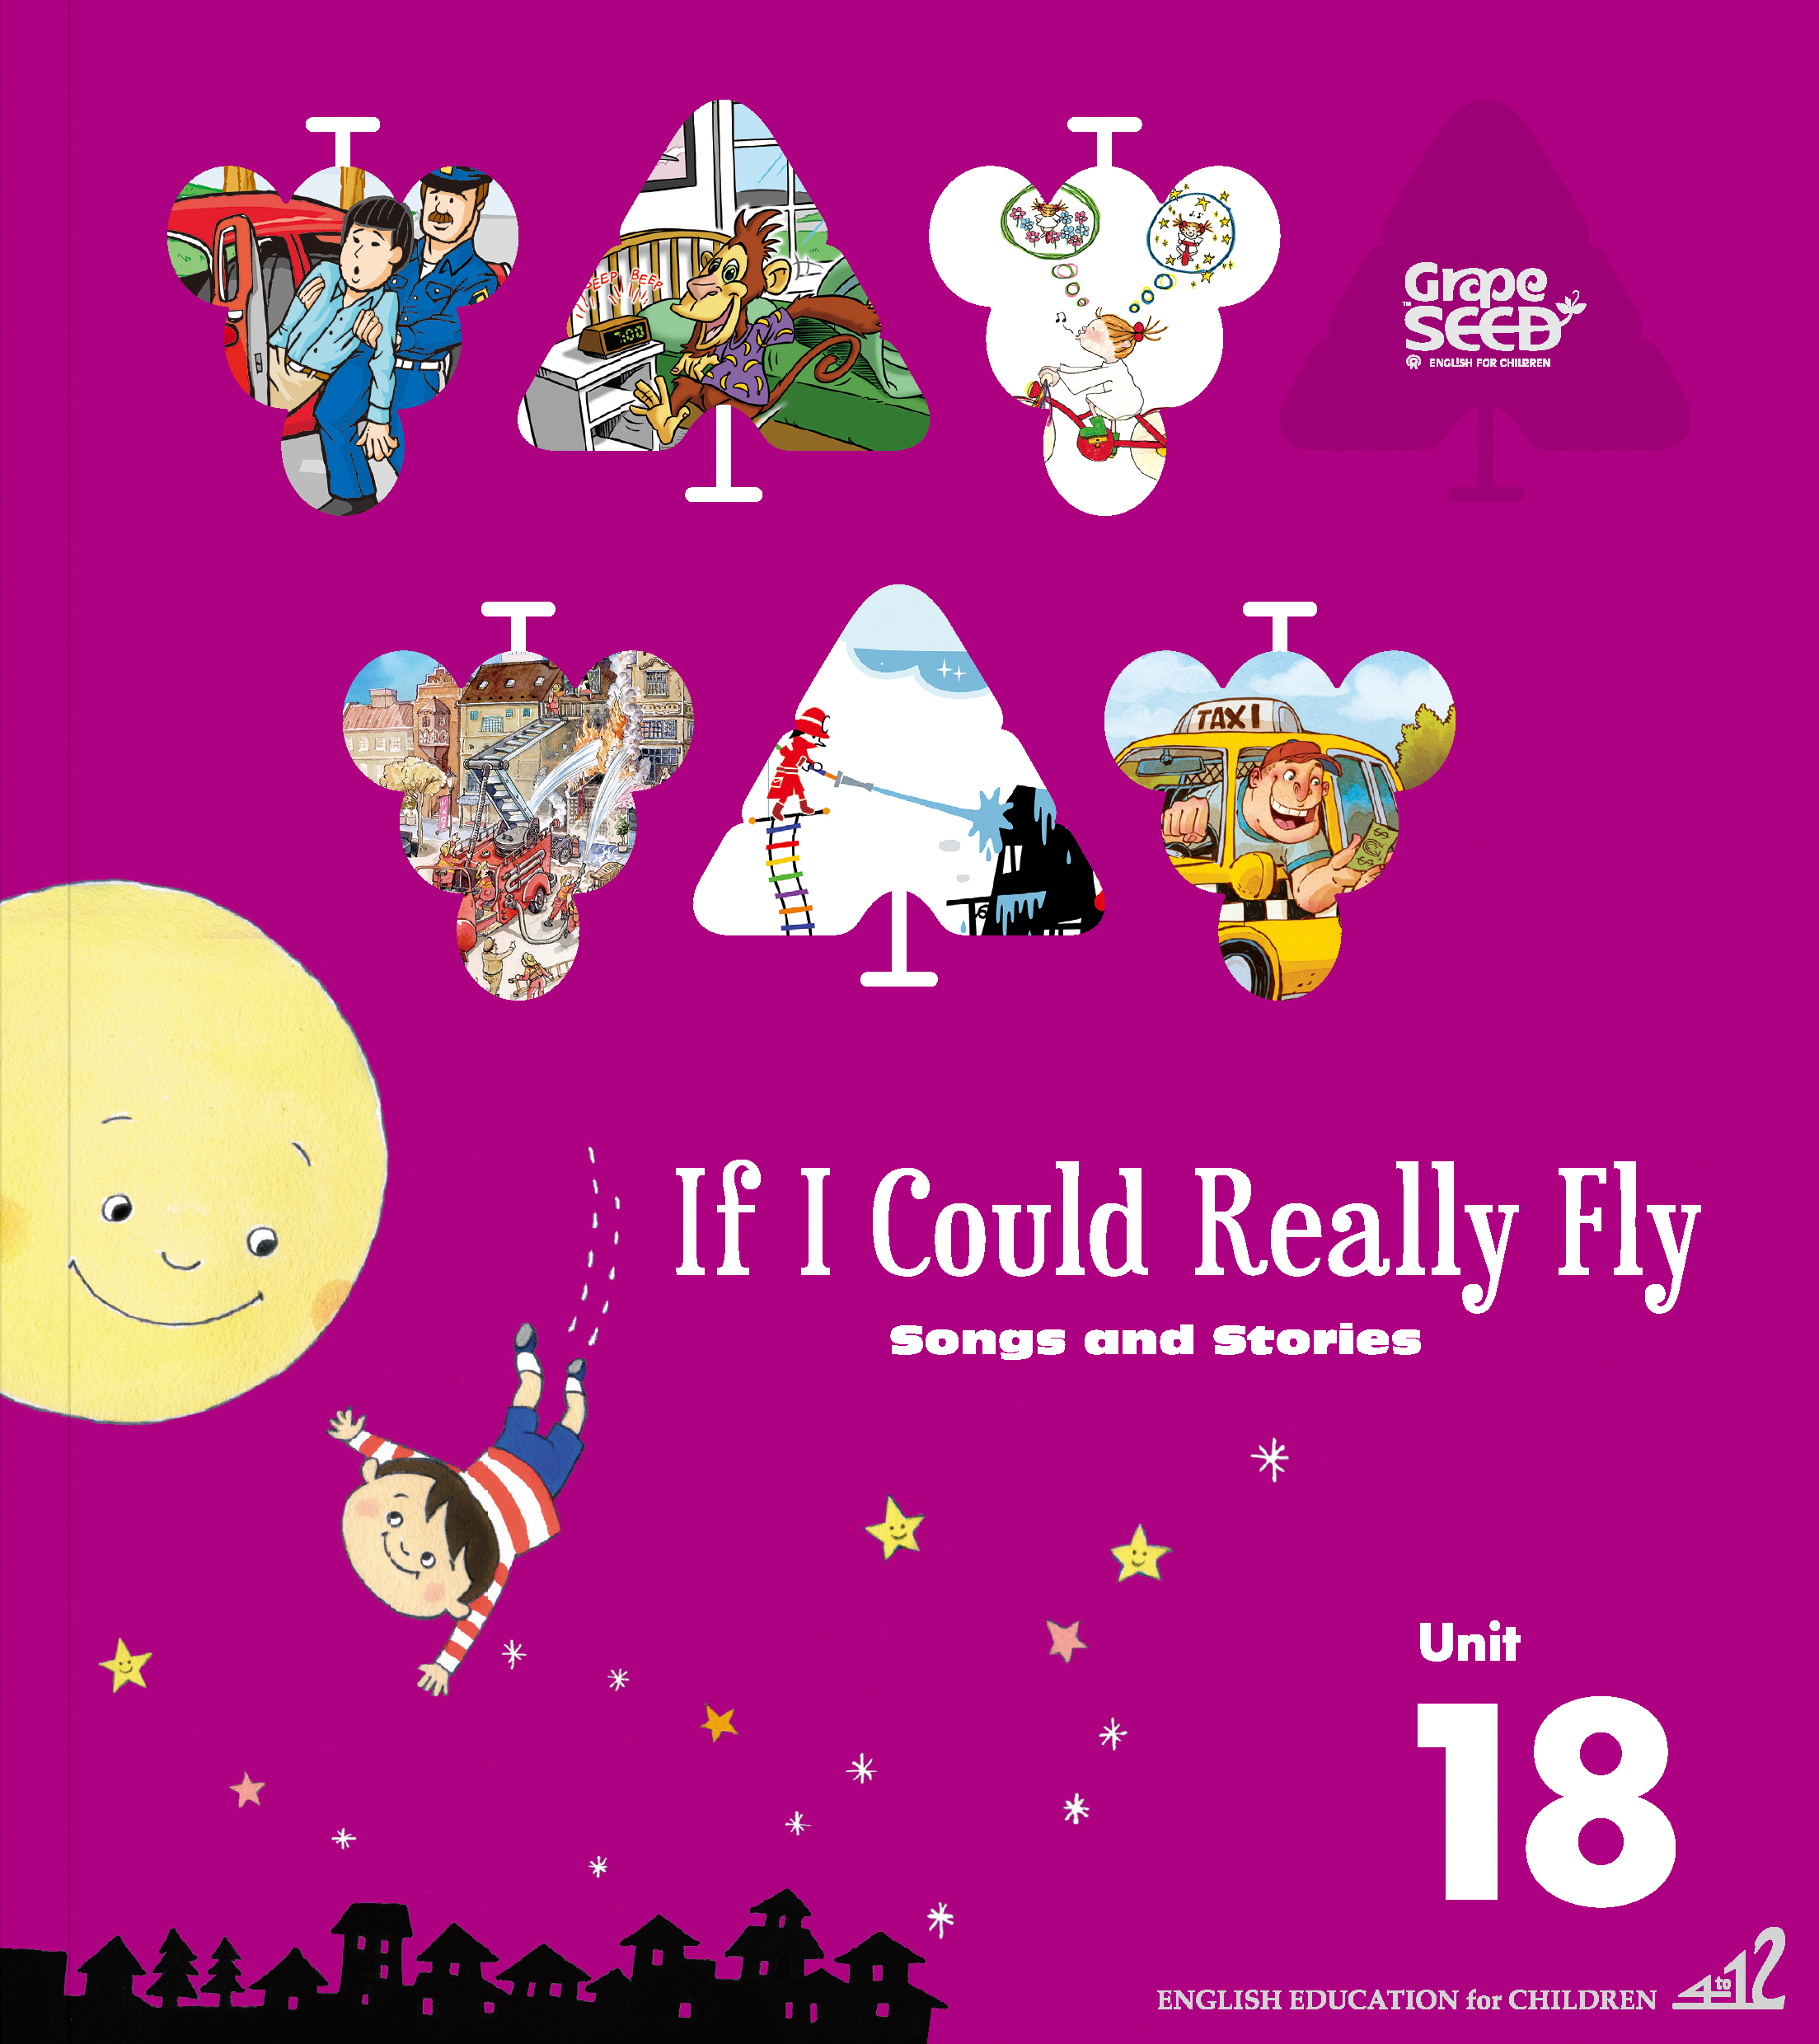 BEEP BEEP
7:00
Grape
SEED
™
ENGLISH FOR CHILDREN
TAXI
If I Could Really Fly
Songs and Stories
Unit
18
ENGLISH EDUCATION for CHILDREN 4 to 12